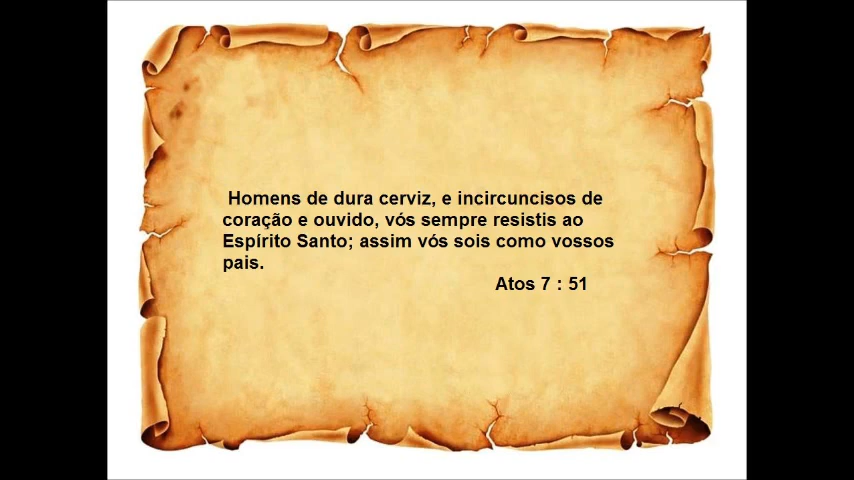 Homens de dura cerviz, e incircuncisos de
coração e ouvido, vós sempre resistis ao
Espírito Santo; assim vós sois como vossos
pais.
Atos 7 : 51